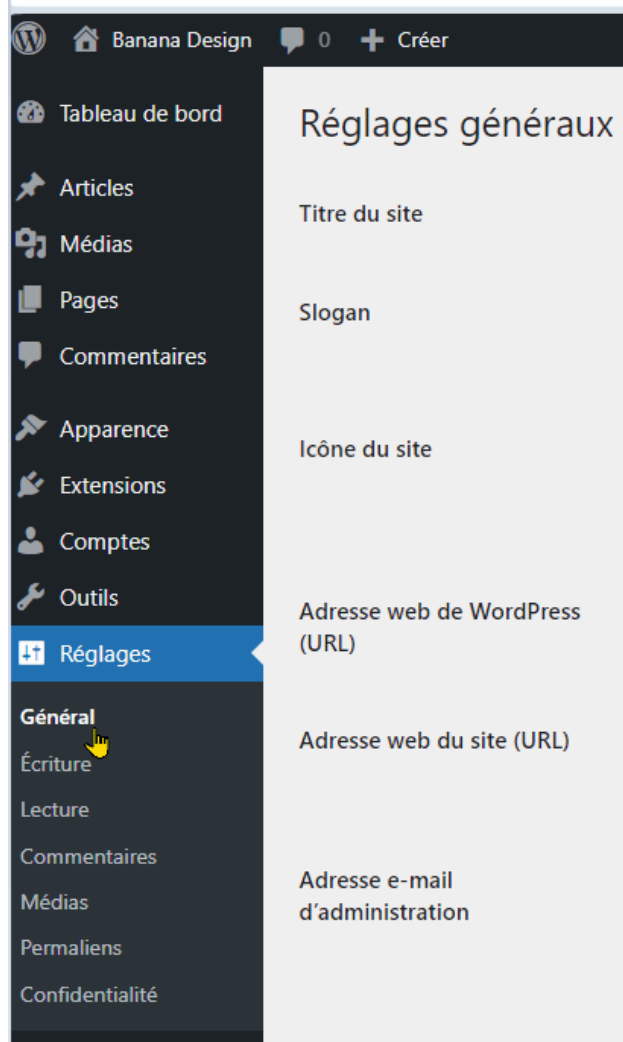 Banana Design 0 Créer
Tableau de bord
Articles
Médias
Pages
Commentaires
Apparence
Extensions
Comptes
Outils
Réglages
Général
Écriture
Lecture
Commentaires
Médias
Permaliens
Confidentialité
Réglages généraux
Titre du site
Slogan
Icône du site
Adresse web de WordPress
(URL)
Adresse web du site (URL)
Adresse e-mail
d’administration